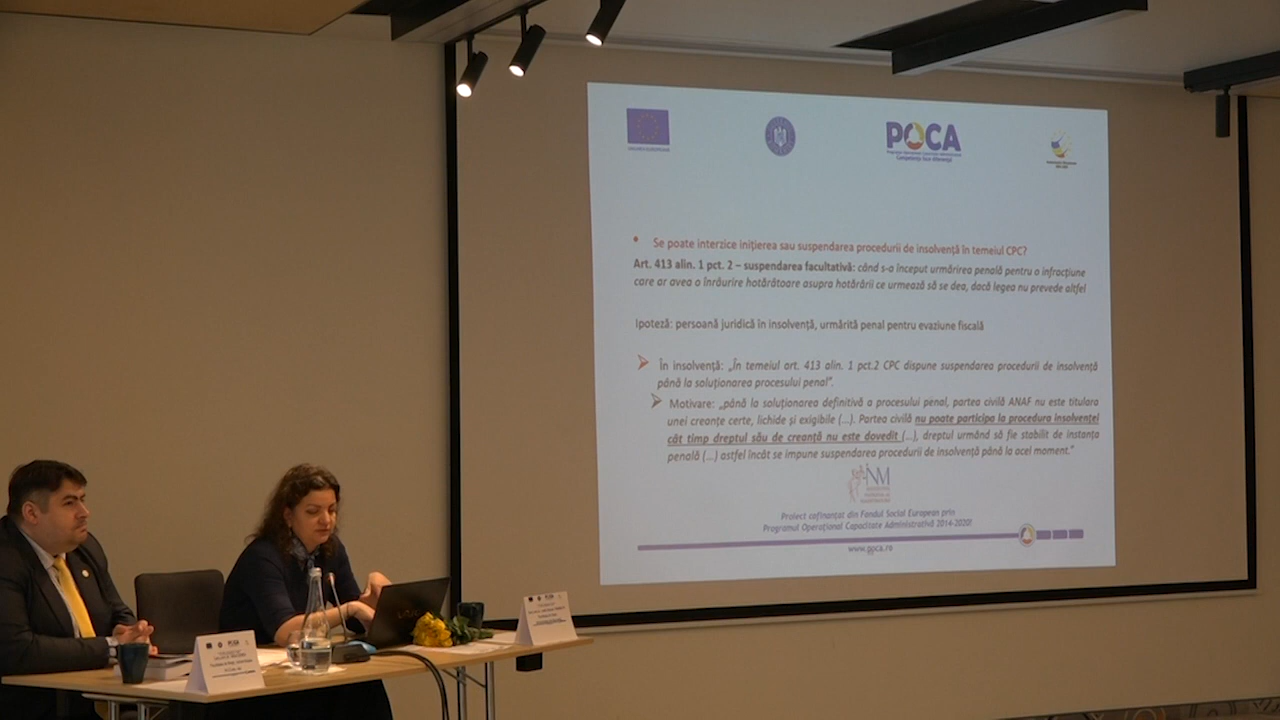 UNIUNEA EUROPEANĂ
POCA
Competența face diferența!
• Se poate interzice inițierea sau suspendarea procedurii de insolvență în temeiul CPC?
Art. 413 alin. 1 pct. 2 – suspendarea facultativă: când s-a început urmărirea penală pentru o infracțiune
care ar avea o înrâurire hotărâtoare asupra hotărârii ce urmează să se dea, dacă legea nu prevede altfel
Ipoteză: persoană juridică în insolvență, urmărită penal pentru evaziune fiscală
În insolvență: „În temeiul art. 413 alin. 1 pct.2 CPC dispune suspendarea procedurii de insolvență
până la soluționarea procesului penal”.
Motivare: „până la soluționarea definitivă a procesului penal, partea civilă ANAF nu este titulara
unei creanțe certe, lichide și exigibile (...). Partea civilă nu poate participa la procedura insolvenței
cât timp dreptul său de creanță nu este dovedit (...), dreptul urmând să fie stabilit de instanța
penală (...) astfel încât se impune suspendarea procedurii de insolvență până la acel moment.”
INM
Proiect cofinanțat din Fondul Social European prin
Programul Operațional Capacitate Administrativă 2014-2020!
www.poca.ro
POCA